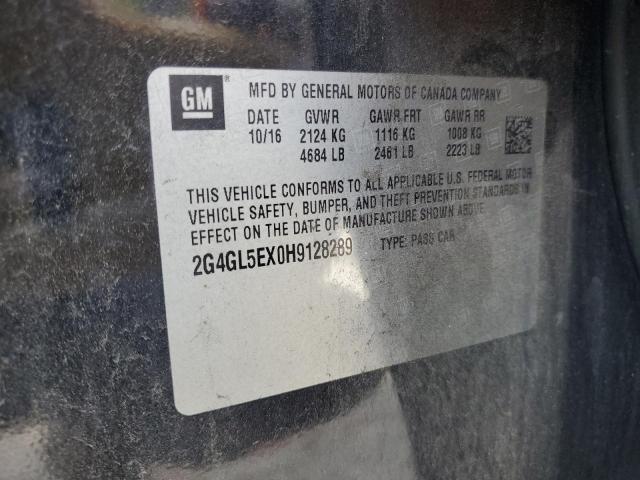 GM ®
MFD BY GENERAL MOTORS OF CANADA COMPANY
DATE GVWR GAWR FRT GAWR RR
10/16 2124 KG 1116 KG 1008 KG
4684 LB 2461 LB 2223 LB
THIS VEHICLE CONFORMS TO ALL APPLICABLE U.S. FEDERAL MOTOR
VEHICLE SAFETY, BUMPER, AND THEFT PREVENTION STANDARDS IN
EFFECT ON THE DATE OF MANUFACTURE SHOWN ABOVE
2G4GL5EX0H9128289 TYPE: PASS CAR